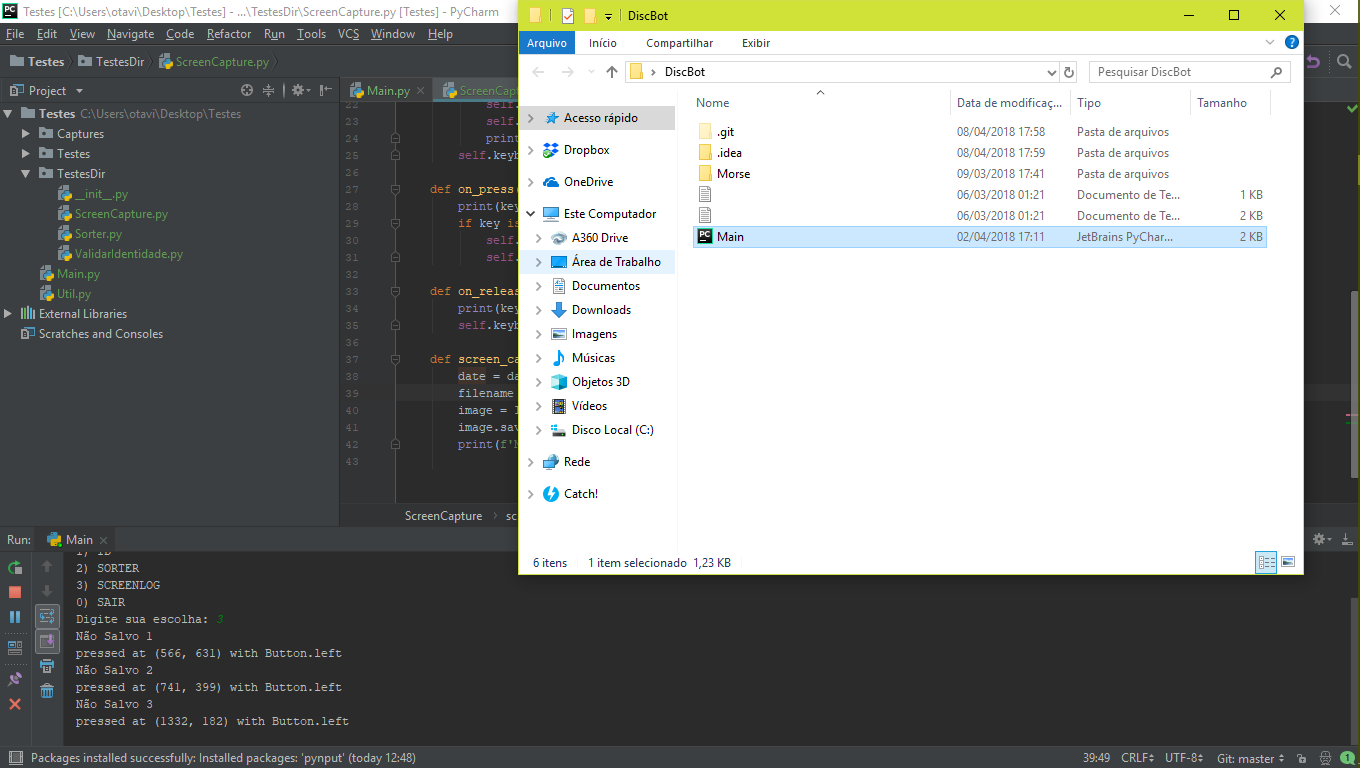 Testes [C:\Users\otavi\Desktop\Testes] - ...\TestesDir\ScreenCapture.py [Testes] - PyCharm
File Edit View Navigate Code Refactor Run Tools VCS Window Help
Testes TestesDir ScreenCapture.py
Project
Testes C:\Users\otavi\Desktop\Testes
Captures
Testes
TestesDir
__init__.py
ScreenCapture.py
Sorter.py
ValidarIdentidade.py
Main.py
Util.py
External Libraries
Scratches and Consoles
Main.py ScreenCapt
22 self.
23 self.
24 print
25 self.keyb
26
27 def on_press(
28 print(key
29 if key is
30 self.
31 self.
32
33 def on_releas
34 print(key
35 self.keyb
36
37 def screen_ca
38 date = da
39 filename
40 image = I
41 image.sav
42 print(f'
43
ScreenCapture sc
DiscBot
Arquivo Início Compartilhar Exibir
DiscBot
Pesquisar DiscBot
Acesso rápido
Dropbox
OneDrive
Este Computador
A360 Drive
Área de Trabalho
Documentos
Downloads
Imagens
Músicas
Objetos 3D
Vídeos
Disco Local (C:)
Rede
Catch!
Nome Data de modificaç... Tipo Tamanho
.git 08/04/2018 17:58 Pasta de arquivos
.idea 08/04/2018 17:59 Pasta de arquivos
Morse 09/03/2018 17:41 Pasta de arquivos
06/03/2018 01:21 Documento de Te... 1 KB
06/03/2018 01:21 Documento de Te... 2 KB
Main 02/04/2018 17:11 JetBrains PyChar... 2 KB
6 itens 1 item selecionado 1,23 KB
Run: Main
1) ID
2) SORTER
3) SCREENLOG
0) SAIR
Digite sua escolha: 3
Não Salvo 1
pressed at (566, 631) with Button.left
Não Salvo 2
pressed at (741, 399) with Button.left
Não Salvo 3
pressed at (1332, 182) with Button.left
Packages installed successfully: Installed packages: 'pynput' (today 12:48)
39:49 CRLF UTF-8 Git: master 1